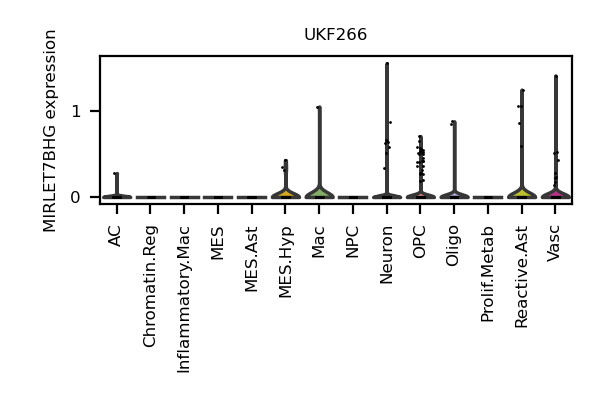 UKF266
MIRLET7BHG expression
1
0
AC
Chromatin.Reg
Inflammatory.Mac
MES
MES.Ast
MES.Hyp
Mac
NPC
Neuron
OPC
Oligo
Prolif.Metab
Reactive.Ast
Vasc